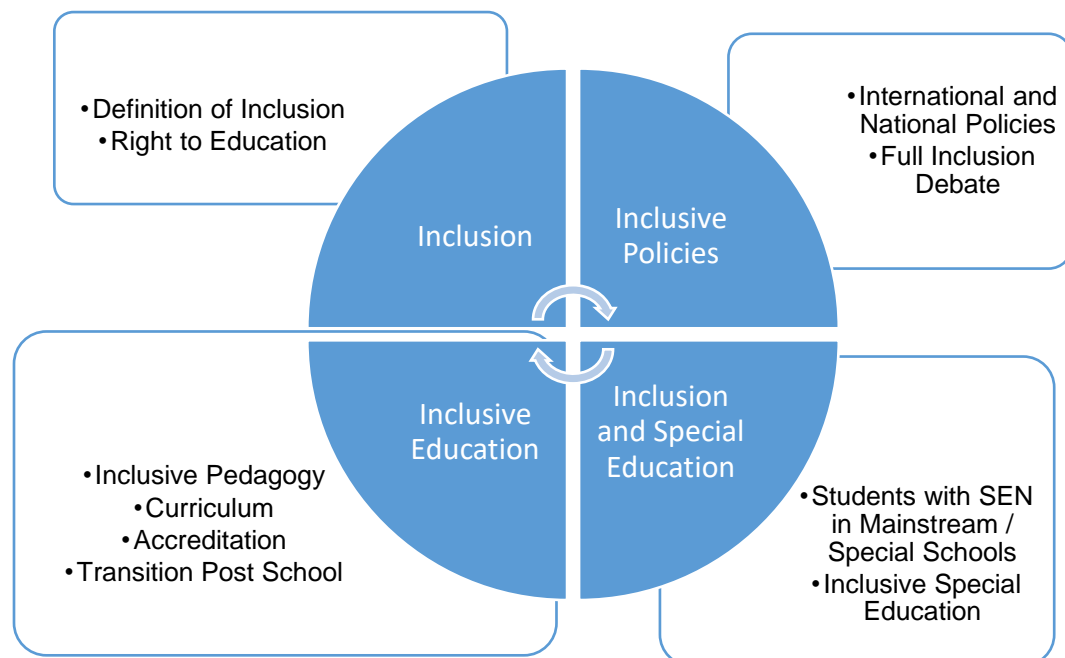 •Definition of Inclusion
•Right to Education
•International and
National Policies
•Full Inclusion
Debate
Inclusion
Inclusive
Policies
Inclusive
Education
Inclusion
and Special
Education
•Inclusive Pedagogy
•Curriculum
•Accreditation
•Transition Post School
•Students with SEN
in Mainstream /
Special Schools
•Inclusive Special
Education